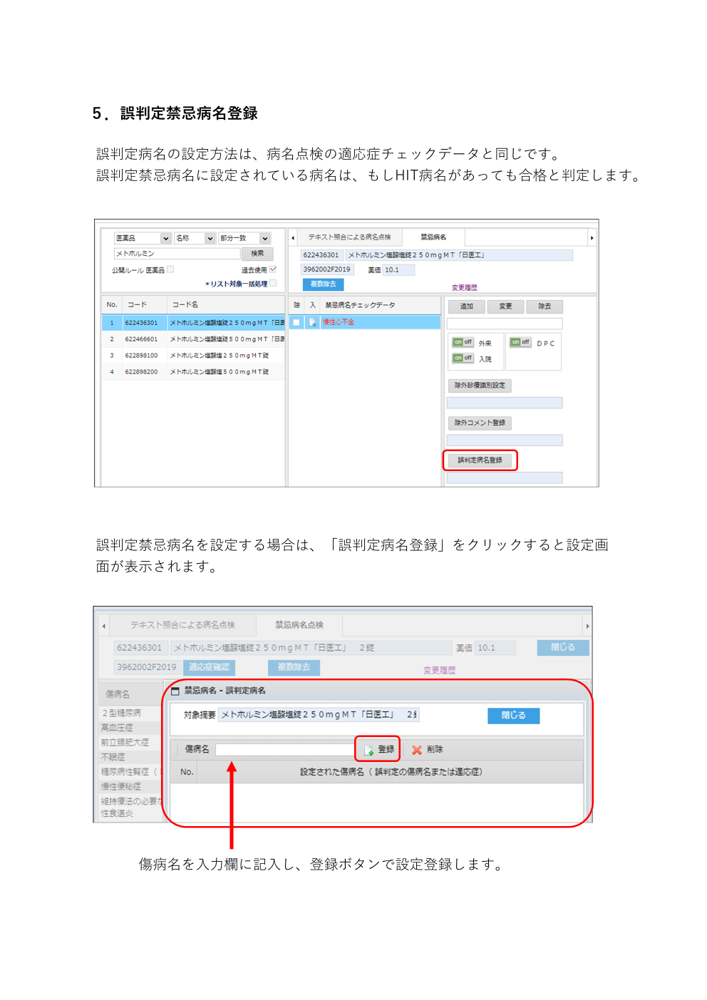 ５．誤判定禁忌病名登録
誤判定病名の設定方法は、病名点検の適応症チェックデータと同じです。
誤判定禁忌病名に設定されている病名は、もしHIT病名があっても合格と判定します。
医薬品 名称 部分一致
メトホルミン 検索
公開ルール 医薬品 過去使用
＊リスト対象一括処理
No. コード コード名
1 622436301 メトホルミン塩酸塩錠２５０ｍｇＭＴ「日医
2 622466601 メトホルミン塩酸塩錠５００ｍｇＭＴ「日医
3 622898100 メトホルミン塩酸塩２５０ｍｇＭＴ錠
4 622898200 メトホルミン塩酸塩５００ｍｇＭＴ錠
テキスト照合による病名点検 禁忌病名
622436301 メトホルミン塩酸塩錠２５０ｍｇＭＴ「日医工」
3962002F2019 薬価 10.1
複数除去 変更履歴
除 入 禁忌病名チェックデータ
慢性心不全
追加 変更 除去
on off 外来 on off ＤＰＣ
on off 入院
除外診療識別設定
除外コメント登録
誤判定病名登録
誤判定禁忌病名を設定する場合は、「誤判定病名登録」をクリックすると設定画
面が表示されます。
テキスト照合による病名点検 禁忌病名点検
622436301 メトホルミン塩酸塩錠２５０ｍｇＭＴ「日医工」　２錠 薬価 10.1 閉じる
3962002F2019 適応症確認 複数除去 変更履歴
傷病名
２型糖尿病
高血圧症
前立腺肥大症
不眠症
糖尿病性腎症（
慢性便秘症
維持療法の必要な
性食道炎
禁忌病名 - 誤判定病名
対象摘要 メトホルミン塩酸塩錠２５０ｍｇＭＴ「日医工」　２ 閉じる
傷病名 登録 削除
No. 設定された傷病名（ 誤判定の傷病名または適応症）
傷病名を入力欄に記入し、登録ボタンで設定登録します。